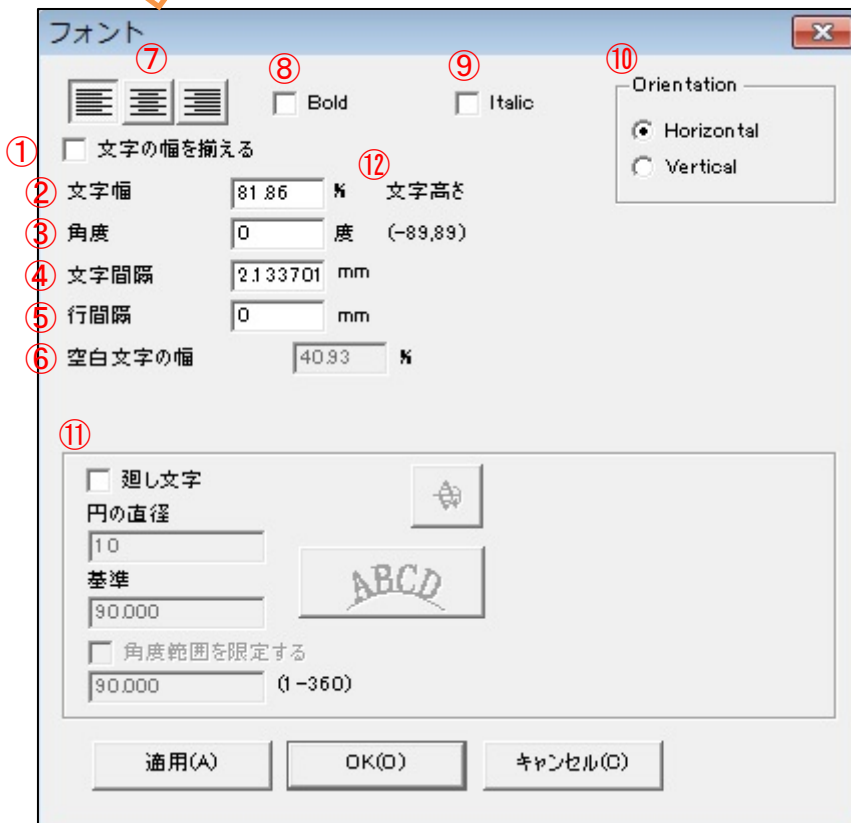 フォント
⑦
⑧ Bold
⑨ Italic
⑩
Orientation
Horizontal
Vertical
① 文字の幅を揃える
② 文字幅 81.86 % ⑫ 文字高さ
③ 角度 0 度 (-89,89)
④ 文字間隔 2.133701 mm
⑤ 行間隔 0 mm
⑥ 空白文字の幅 40.93 %
⑪
廻し文字
円の直径
10
ABCD
基準
90.000
角度範囲を限定する
90.000 (1-360)
適用(A) OK(O) キャンセル(C)